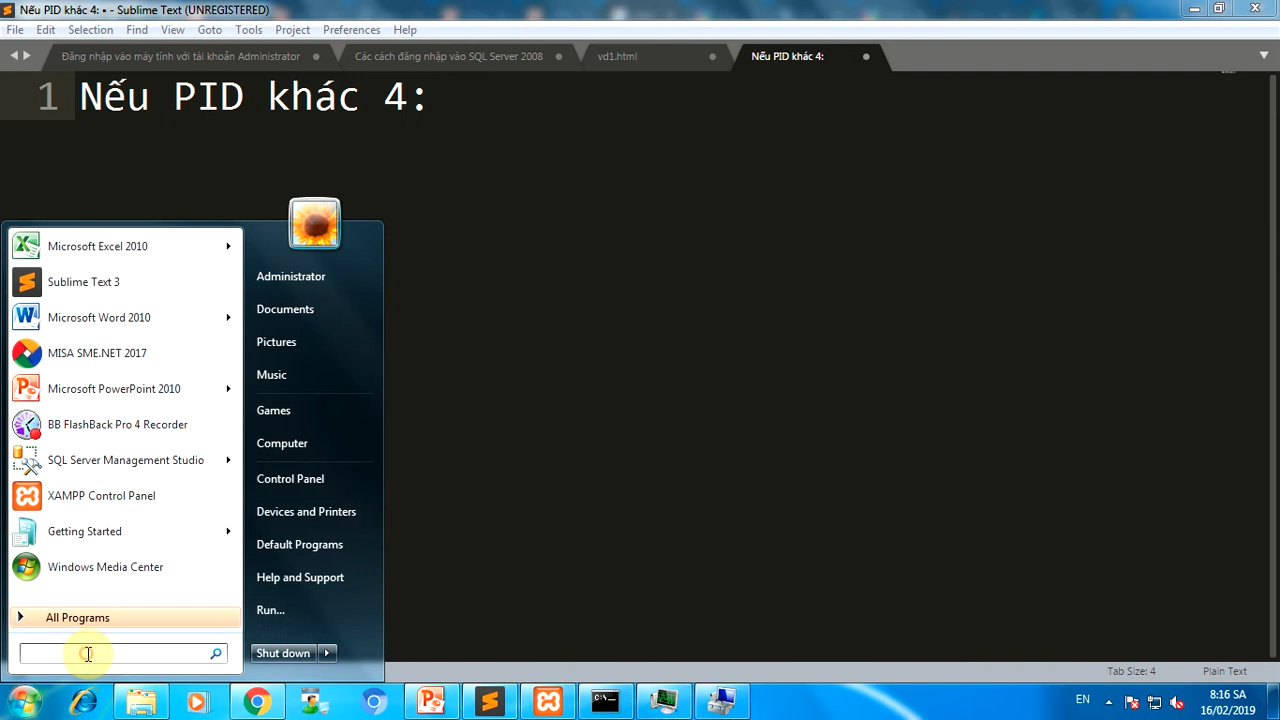 Nếu PID khác 4: • - Sublime Text (UNREGISTERED)
File Edit Selection Find View Goto Tools Project Preferences Help
Đăng nhập vào máy tính với tài khoản Administrator Các cách đăng nhập vào SQL Server 2008 vd1.html Nếu PID khác 4:
1 Nếu PID khác 4:
Microsoft Excel 2010
Sublime Text 3
Microsoft Word 2010
MISA SME.NET 2017
Microsoft PowerPoint 2010
BB FlashBack Pro 4 Recorder
SQL Server Management Studio
XAMPP Control Panel
Getting Started
Windows Media Center
All Programs
Administrator
Documents
Pictures
Music
Games
Computer
Control Panel
Devices and Printers
Default Programs
Help and Support
Run...
Shut down
Tab Size: 4 Plain Text
EN 8:16 SA
16/02/2019